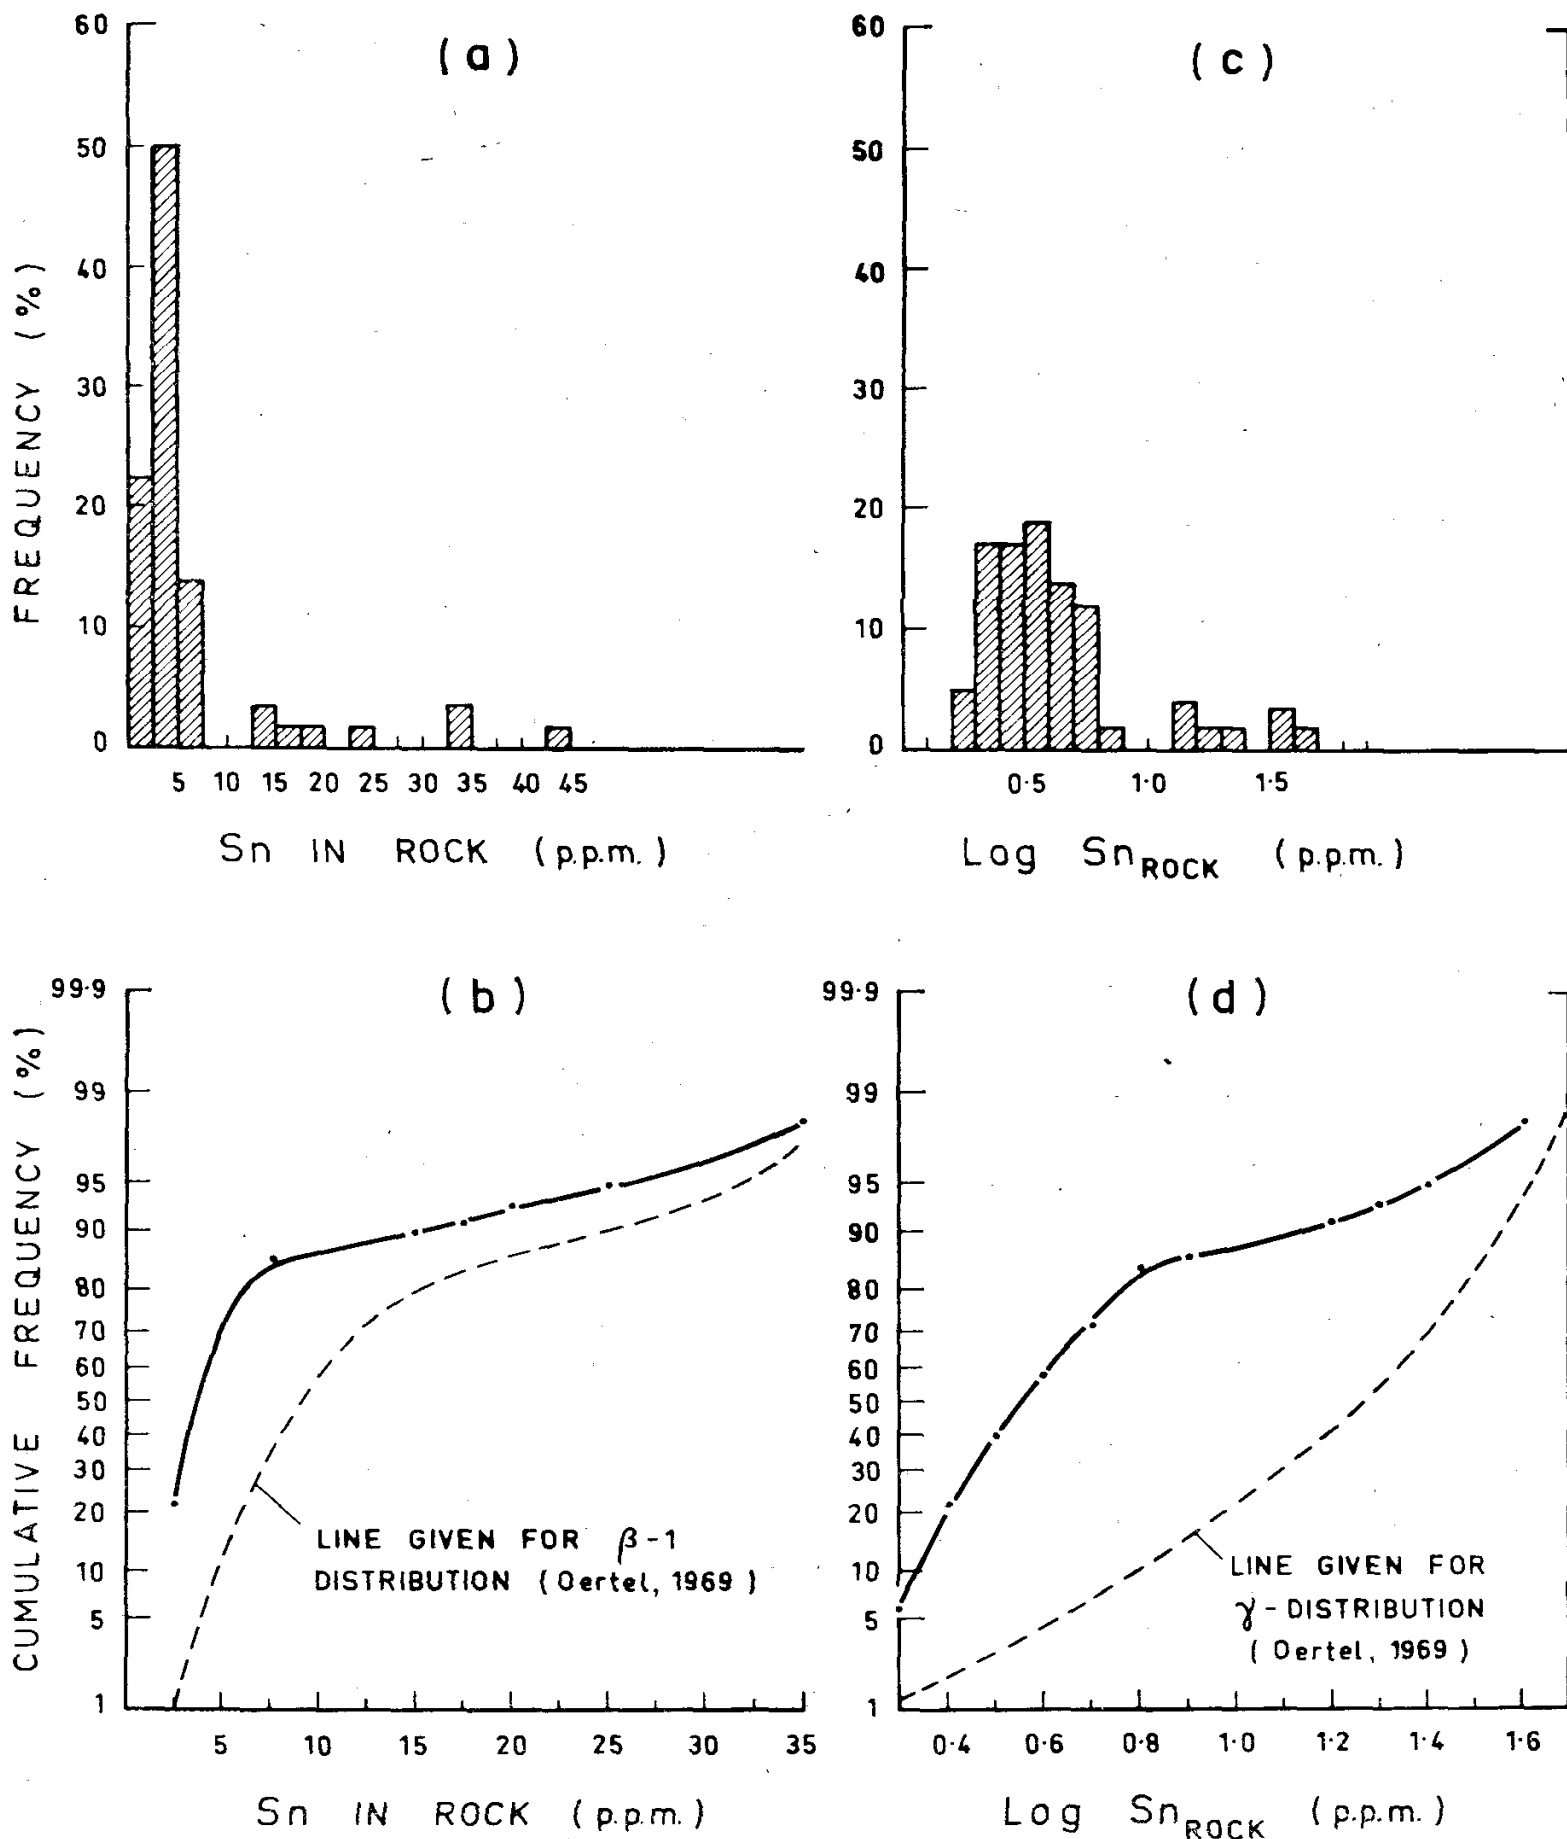 (a)
60
50
40
30
20
10
0
FREQUENCY (%)
5 10 15 20 25 30 35 40 45
Sn IN ROCK (p.p.m.)
(c)
60
50
40
30
20
10
0
0·5 1·0 1·5
Log Sn_ROCK (p.p.m.)
(b)
99·9
99
95
90
80
70
60
50
40
30
20
10
5
1
CUMULATIVE FREQUENCY (%)
LINE GIVEN FOR β-1
DISTRIBUTION (Oertel, 1969)
5 10 15 20 25 30 35
Sn IN ROCK (p.p.m.)
(d)
99·9
99
95
90
80
70
60
50
40
30
20
10
5
1
LINE GIVEN FOR
γ-DISTRIBUTION
(Oertel, 1969)
0·4 0·6 0·8 1·0 1·2 1·4 1·6
Log Sn_ROCK (p.p.m.)